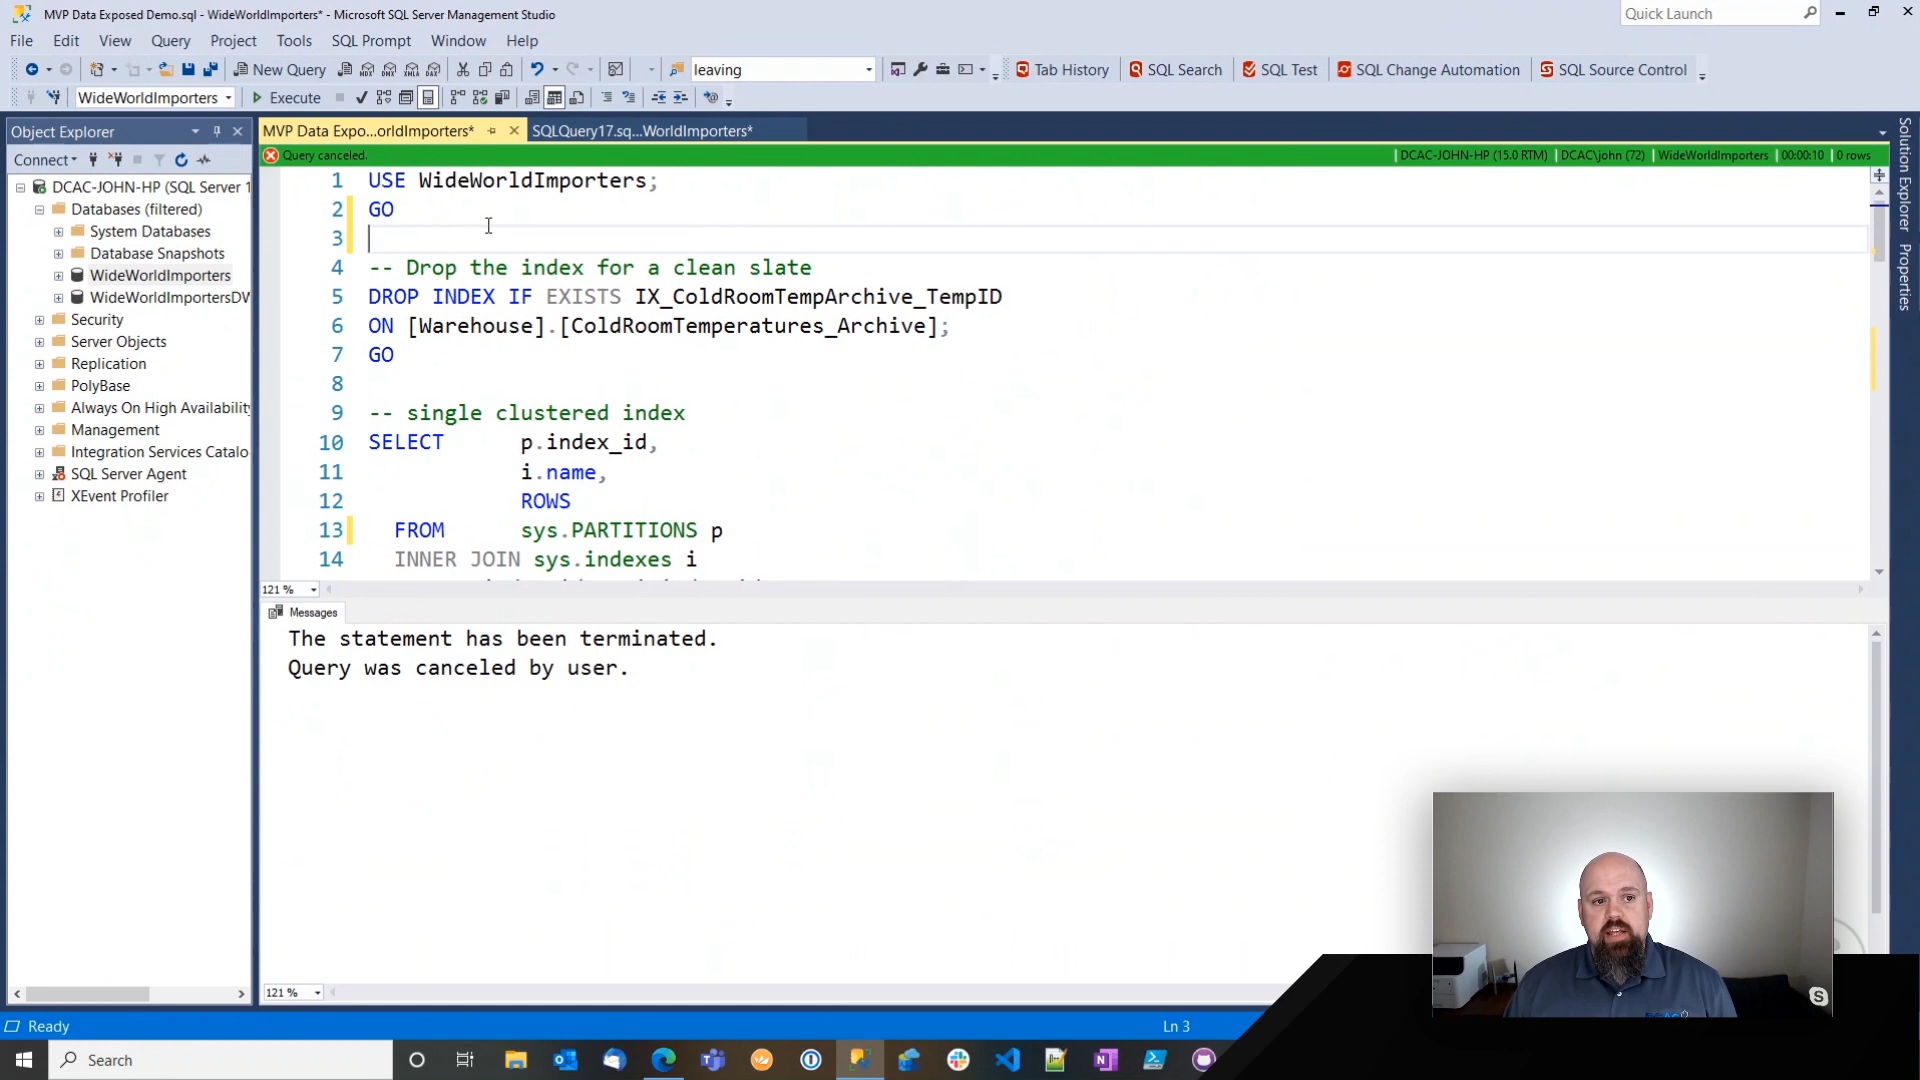 MVP Data Exposed Demo.sql - WideWorldImporters* - Microsoft SQL Server Management Studio
Quick Launch
File Edit View Query Project Tools SQL Prompt Window Help
New Query
leaving
Tab History SQL Search SQL Test SQL Change Automation SQL Source Control
WideWorldImporters Execute
Object Explorer
MVP Data Expo...orldImporters*
SQLQuery17.sq...WorldImporters*
Query canceled.
DCAC-JOHN-HP (15.0 RTM) DCAC\john (72) WideWorldImporters 00:00:10 0 rows
Connect
DCAC-JOHN-HP (SQL Server 1
Databases (filtered)
System Databases
Database Snapshots
WideWorldImporters
WideWorldImportersDW
Security
Server Objects
Replication
PolyBase
Always On High Availability
Management
Integration Services Catalo
SQL Server Agent
XEvent Profiler
1 USE WideWorldImporters;
2 GO
3
4 -- Drop the index for a clean slate
5 DROP INDEX IF EXISTS IX_ColdRoomTempArchive_TempID
6 ON [Warehouse].[ColdRoomTemperatures_Archive];
7 GO
8
9 -- single clustered index
10 SELECT p.index_id,
11 i.name,
12 ROWS
13 FROM sys.PARTITIONS p
14 INNER JOIN sys.indexes i
121 %
Messages
The statement has been terminated.
Query was canceled by user.
121 %
Solution Explorer
Properties
Ready
Ln 3
Search